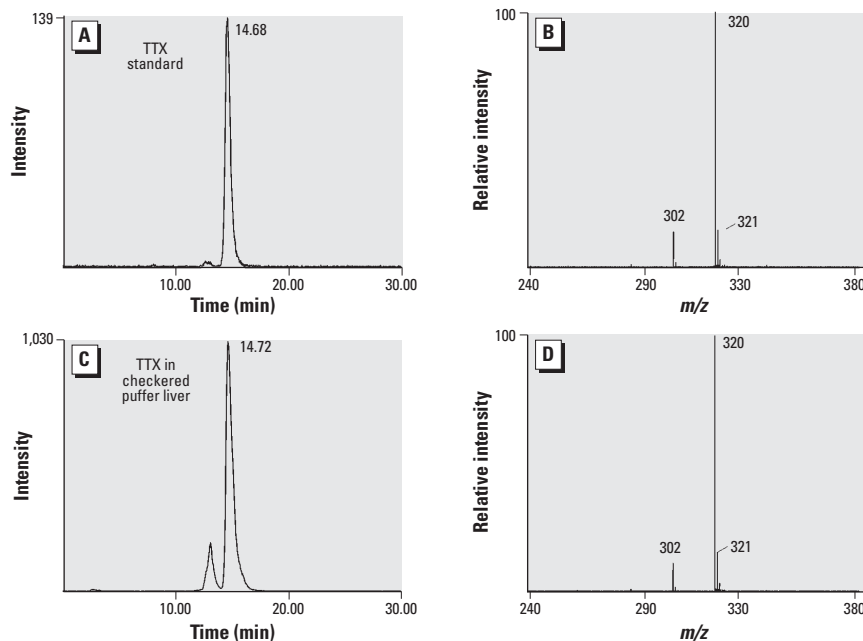 139
A
14.68
TTX
standard
Intensity
10.00
20.00
30.00
Time (min)
100
B
320
302
321
Relative intensity
240
290
330
380
m/z
1,030
C
14.72
TTX in
checkered
puffer liver
Intensity
10.00
20.00
30.00
Time (min)
100
D
320
302
321
Relative intensity
240
290
330
380
m/z